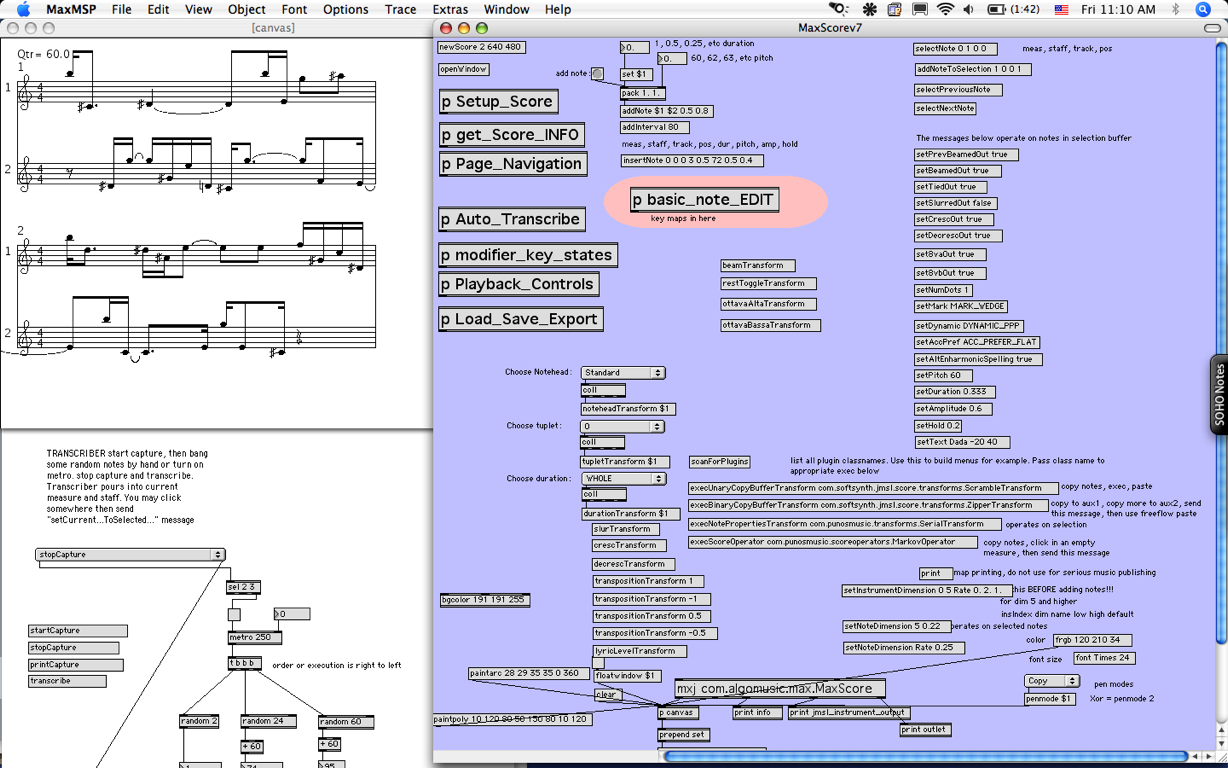 MaxMSP File Edit View Object Font Options Trace Extras Window Help (1:42) Fri 11:10 AM
[canvas]
Qtr = 60.0
1
1
4
4
2
4
4
2
1
4
4
2
4
4
TRANSCRIBER start capture, then bang
some random notes by hand or turn on
metro. stop capture and transcribe.
Transcriber pours into current
measure and staff. You may click
somewhere then send
"setCurrent...ToSelected..." message
stopCapture
sel 2 3
0
metro 250
startCapture
stopCapture
printCapture
transcribe
t b b b
order or execution is right to left
random 2
random 24
random 60
+ 60
+ 60
MaxScorev7
newScore 2 640 480
openWindow
0.
1, 0.5, 0.25, etc duration
0.
60, 62, 63, etc pitch
add note:
set $1
pack 1. 1.
addNote $1 $2 0.5 0.8
addInterval 80
meas, staff, track, pos, dur, pitch, amp, hold
insertNote 0 0 0 3 0.5 72 0.5 0.4
p Setup_Score
p get_Score_INFO
p Page_Navigation
p Auto_Transcribe
p modifier_key_states
p Playback_Controls
p Load_Save_Export
p basic_note_EDIT
key maps in here
beamTransform
restToggleTransform
ottavaAltaTransform
ottavaBassaTransform
selectNote 0 1 0 0
meas, staff, track, pos
addNoteToSelection 1 0 0 1
selectPreviousNote
selectNextNote
The messages below operate on notes in selection buffer
setPrevBeamedOut true
setBeamedOut true
setTiedOut true
setSlurredOut false
setCrescOut true
setDecrescOut true
set8vaOut true
set8vbOut true
setNumDots 1
setMark MARK_WEDGE
setDynamic DYNAMIC_PPP
setAccPref ACC_PREFER_FLAT
setAltEnharmonicSpelling true
setPitch 60
setDuration 0.333
setAmplitude 0.6
setHold 0.2
setText Dada -20 40
SOHO Notes
Choose Notehead:
Standard
coll
noteheadTransform $1
Choose tuplet:
0
coll
tupletTransform $1
Choose duration:
WHOLE
coll
durationTransform $1
slurTransform
crescTransform
decrescTransform
transpositionTransform 1
transpositionTransform -1
transpositionTransform 0.5
transpositionTransform -0.5
lyricLevelTransform
floatwindow $1
clear
bgcolor 191 191 255
paintarc 28 29 35 35 0 360
paintpoly 10 120 80 50 150 80 10 120
scanForPlugins
list all plugin classnames. Use this to build menus for example. Pass class name to
appropriate exec below
execUnaryCopyBufferTransform com.softsynth.jmsl.score.transforms.ScrambleTransform
copy notes, exec, paste
execBinaryCopyBufferTransform com.softsynth.jmsl.score.transforms.ZipperTransform
copy to aux1 , copy more to aux2, send
this message, then use freeflow paste
execNotePropertiesTransform com.punosmusic.transforms.SerialTransform
operates on selection
execScoreOperator com.punosmusic.scoreoperators.MarkovOperator
copy notes, click in an empty
measure, then send this message
print
map printing, do not use for serious music publishing
setInstrumentDimension 0 5 Rate 0. 2. 1.
this BEFORE adding notes!!!
for dim 5 and higher
insIndex dim name low high default
setNoteDimension 5 0.22
perates on selected notes
setNoteDimension Rate 0.25
color
frgb 120 210 34
font size
font Times 24
Copy
pen modes
penmode $1
Xor = penmode 2
mxj com.algomusic.max.MaxScore
p canvas
print info
print jmsl_instrument_output
print outlet
prepend set